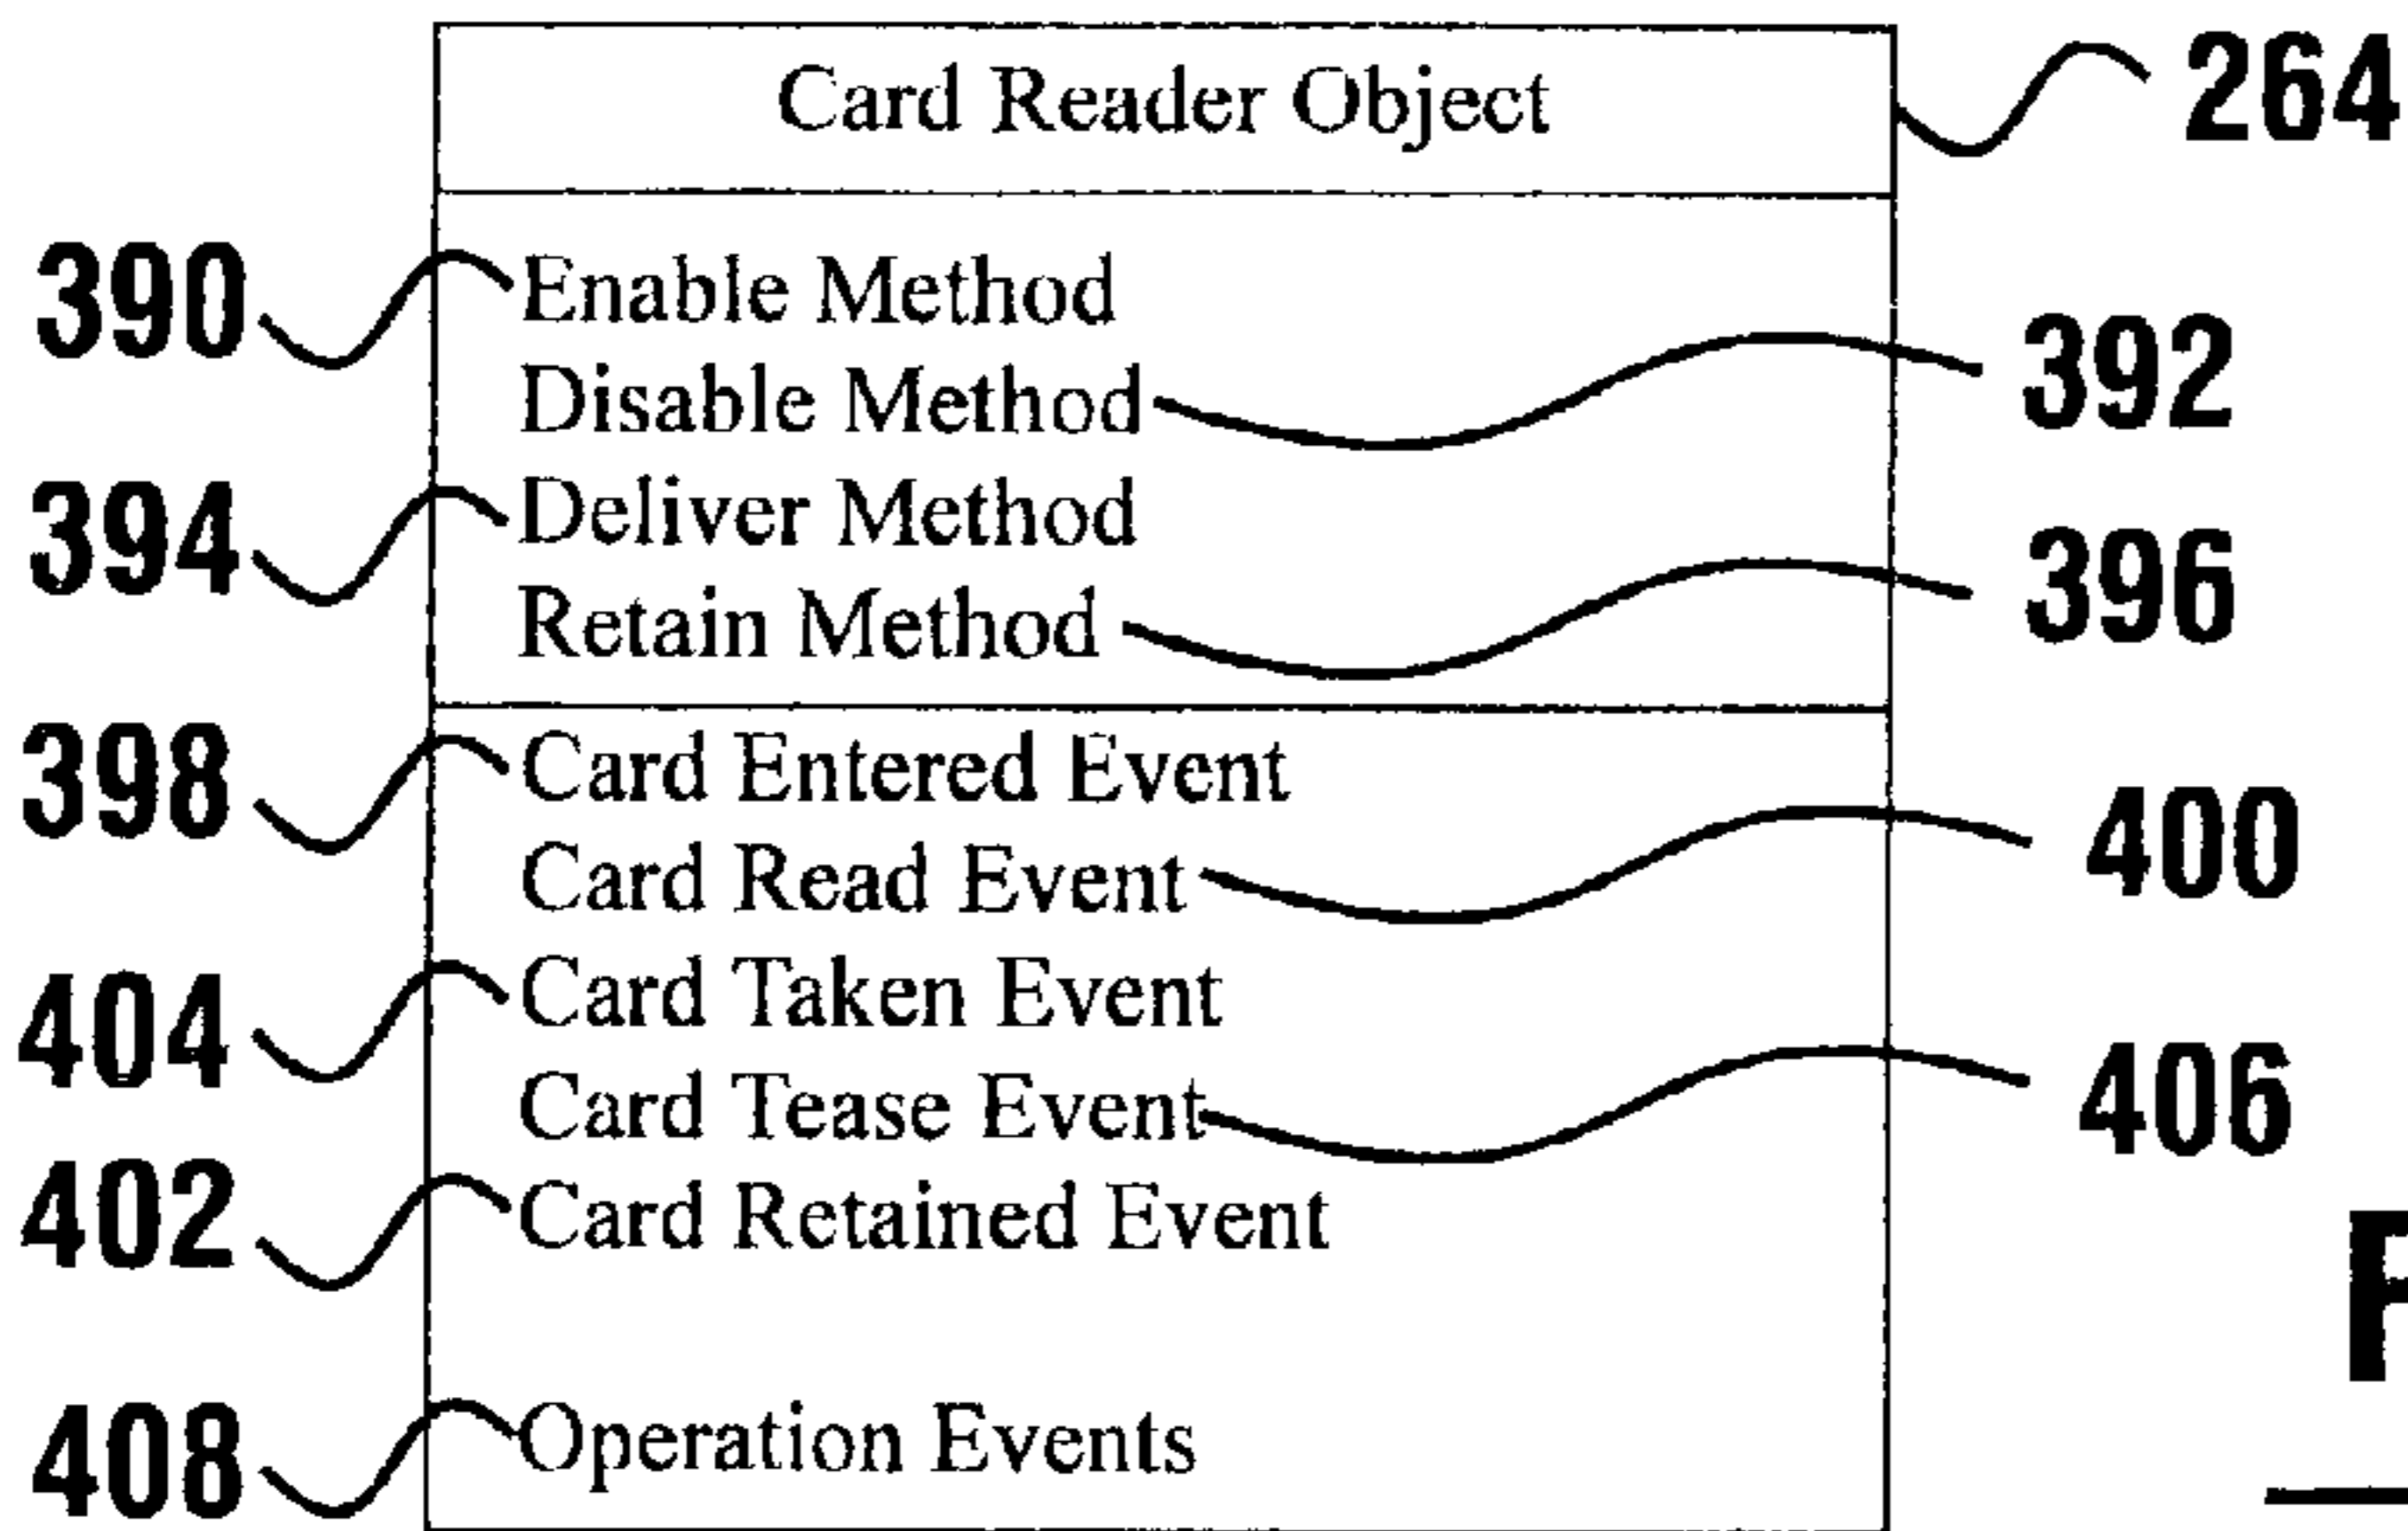 Card Reader Object 264
390 Enable Method
Disable Method 392
394 Deliver Method
Retain Method 396
398 Card Entered Event
Card Read Event 400
404 Card Taken Event
Card Tease Event 406
402 Card Retained Event
408 Operation Events